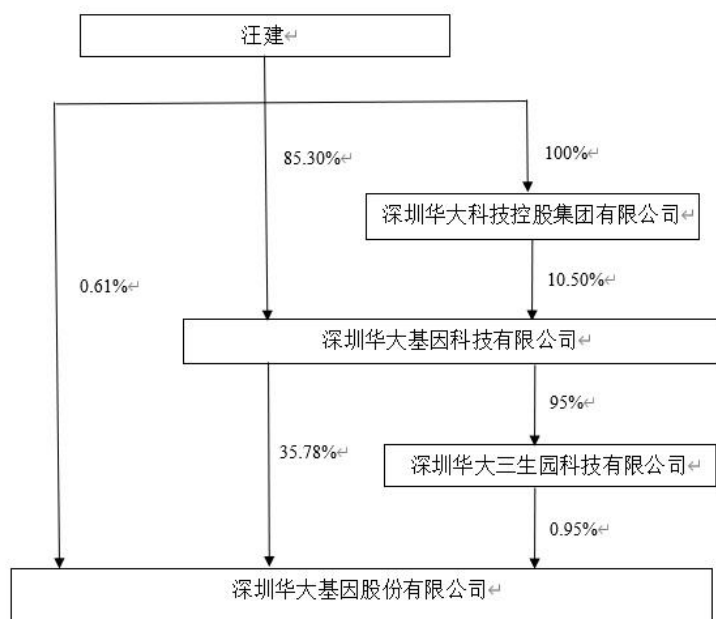 汪建↵
85.30%↵
100%↵
深圳华大科技控股集团有限公司↵
0.61%↵
10.50%↵
深圳华大基因科技有限公司↵
95%↵
35.78%↵
深圳华大三生园科技有限公司↵
0.95%↵
深圳华大基因股份有限公司↵